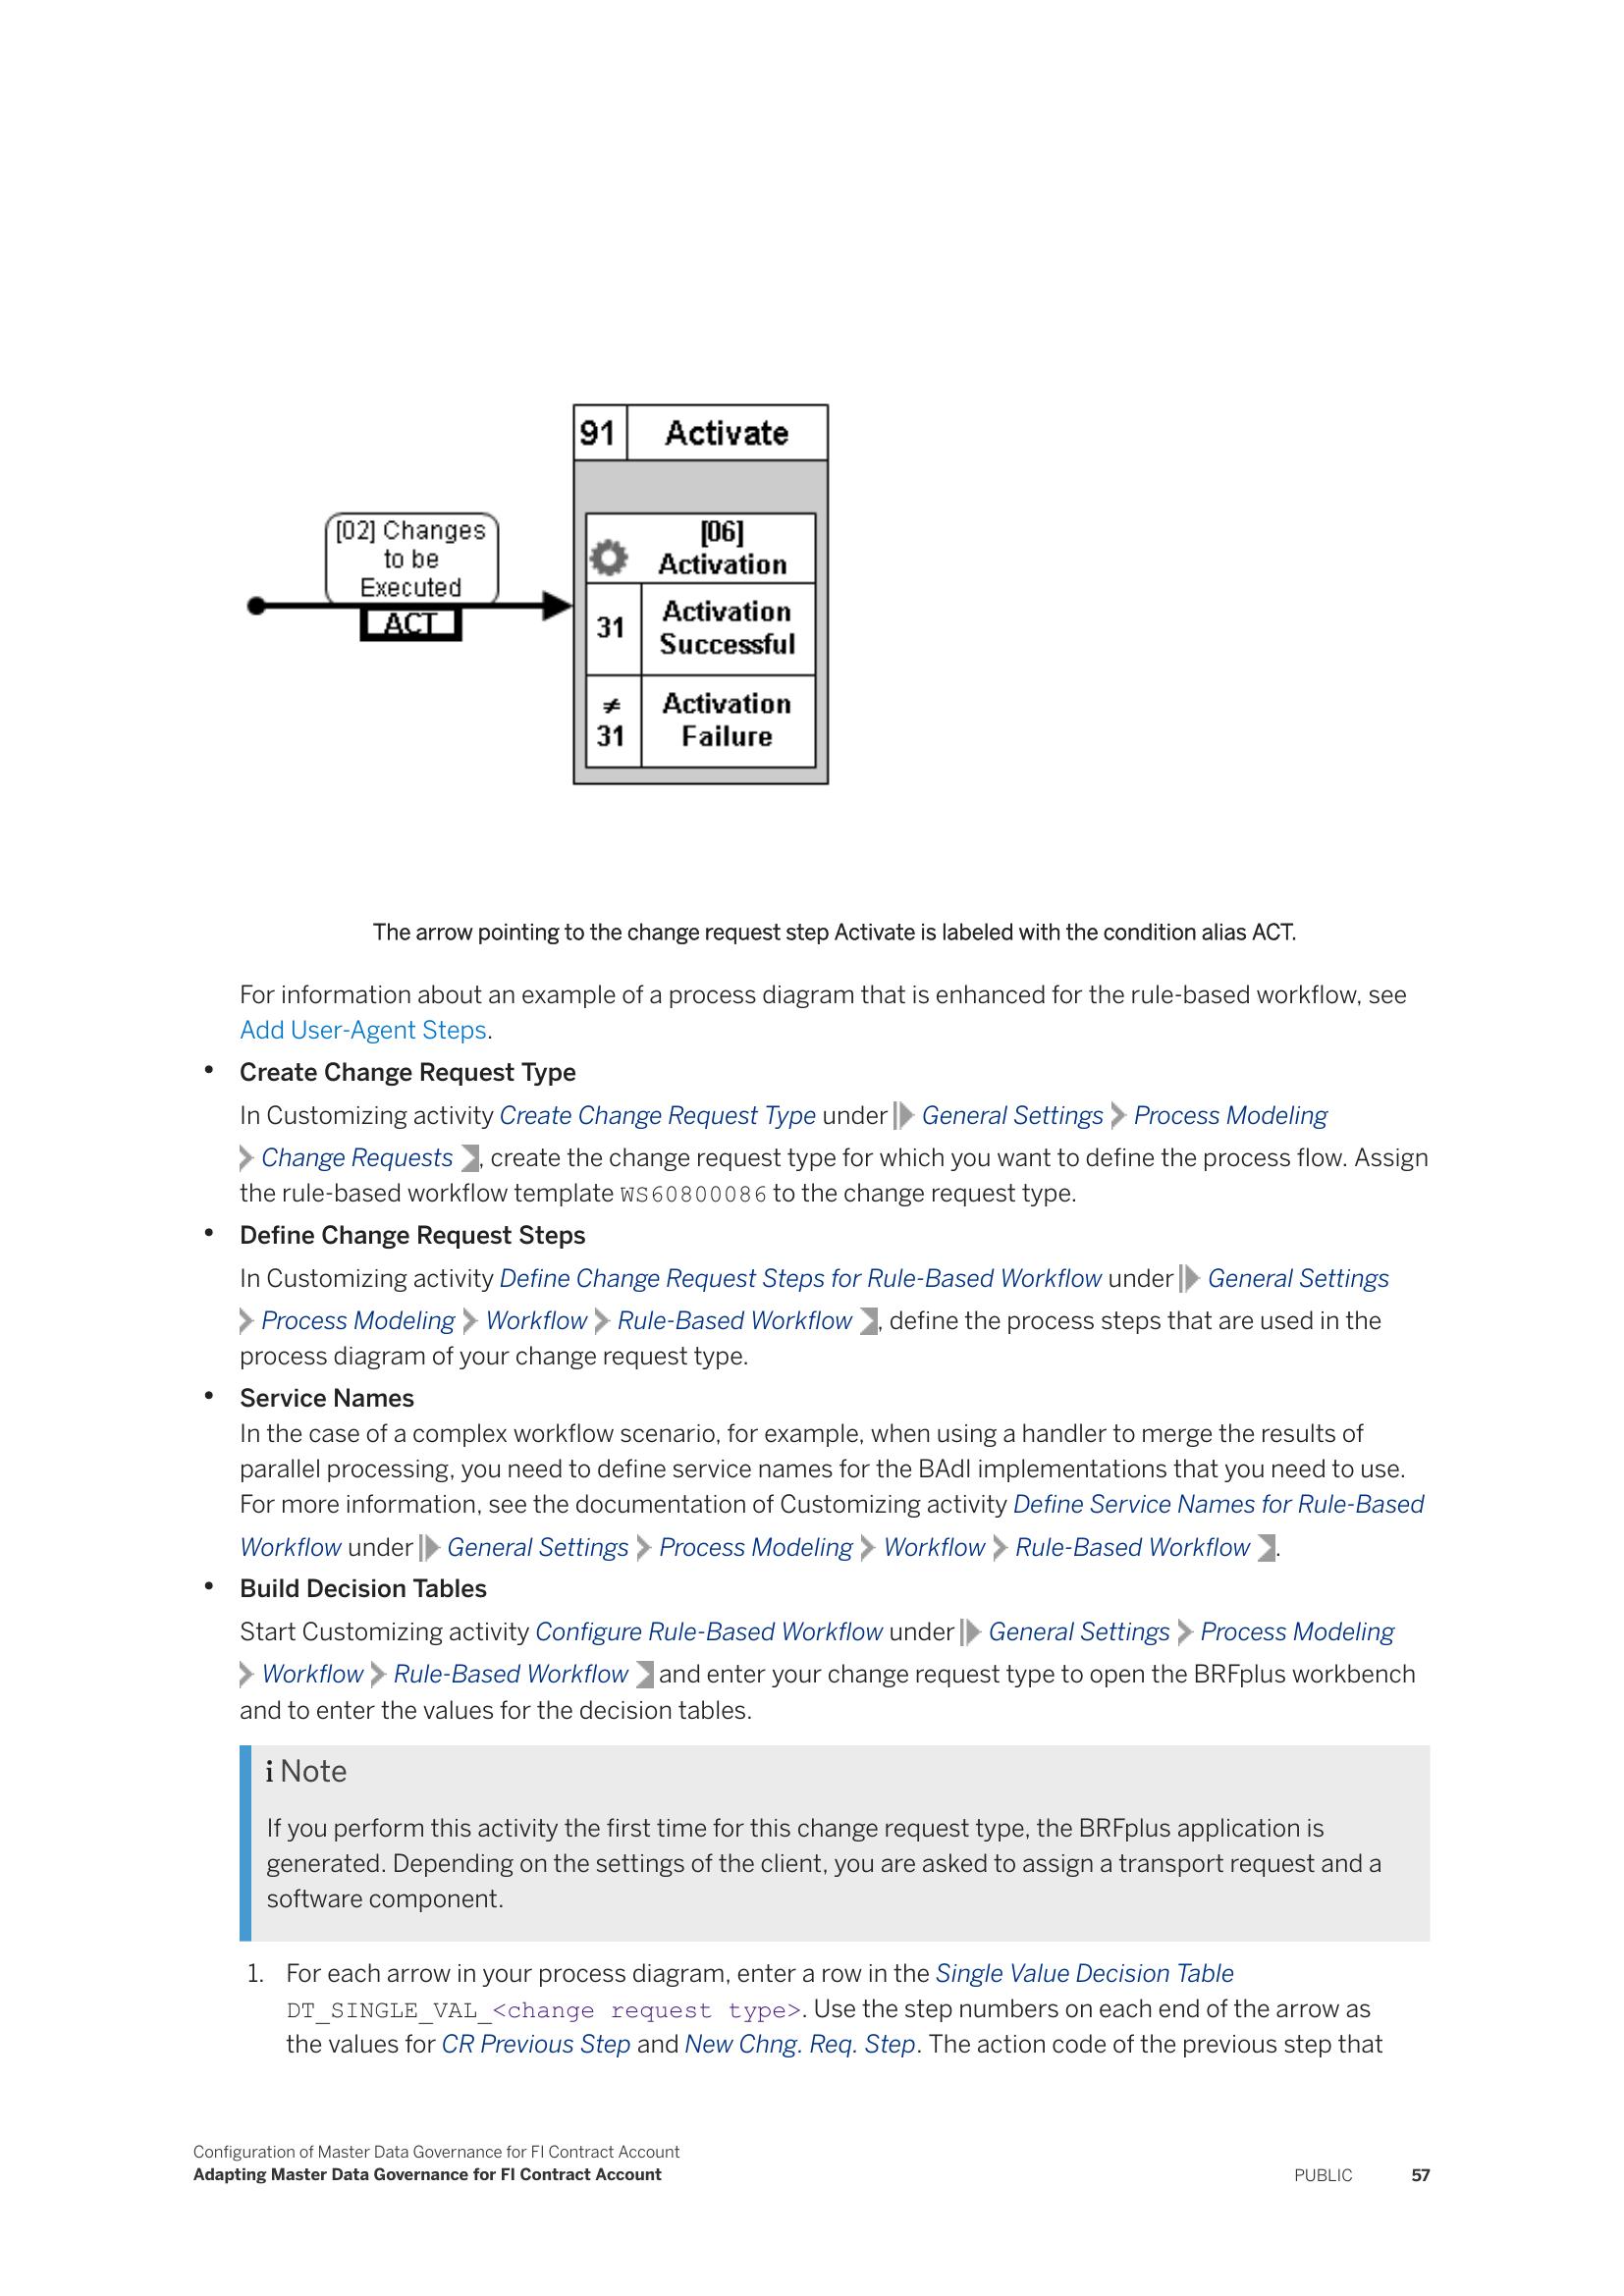 91 Activate
[02] Changes
to be
Executed
ACT
[06]
Activation
31 Activation
Successful
≠
31 Activation
Failure
The arrow pointing to the change request step Activate is labeled with the condition alias ACT.
For information about an example of a process diagram that is enhanced for the rule-based workflow, see
Add User-Agent Steps.
• Create Change Request Type
In Customizing activity Create Change Request Type under General Settings Process Modeling
Change Requests , create the change request type for which you want to define the process flow. Assign
the rule-based workflow template WS60800086 to the change request type.
• Define Change Request Steps
In Customizing activity Define Change Request Steps for Rule-Based Workflow under General Settings
Process Modeling Workflow Rule-Based Workflow , define the process steps that are used in the
process diagram of your change request type.
• Service Names
In the case of a complex workflow scenario, for example, when using a handler to merge the results of
parallel processing, you need to define service names for the BAdI implementations that you need to use.
For more information, see the documentation of Customizing activity Define Service Names for Rule-Based
Workflow under General Settings Process Modeling Workflow Rule-Based Workflow .
• Build Decision Tables
Start Customizing activity Configure Rule-Based Workflow under General Settings Process Modeling
Workflow Rule-Based Workflow and enter your change request type to open the BRFplus workbench
and to enter the values for the decision tables.
i Note
If you perform this activity the first time for this change request type, the BRFplus application is
generated. Depending on the settings of the client, you are asked to assign a transport request and a
software component.
1. For each arrow in your process diagram, enter a row in the Single Value Decision Table
DT_SINGLE_VAL_<change request type>. Use the step numbers on each end of the arrow as
the values for CR Previous Step and New Chng. Req. Step. The action code of the previous step that
Configuration of Master Data Governance for FI Contract Account
Adapting Master Data Governance for FI Contract Account PUBLIC 57